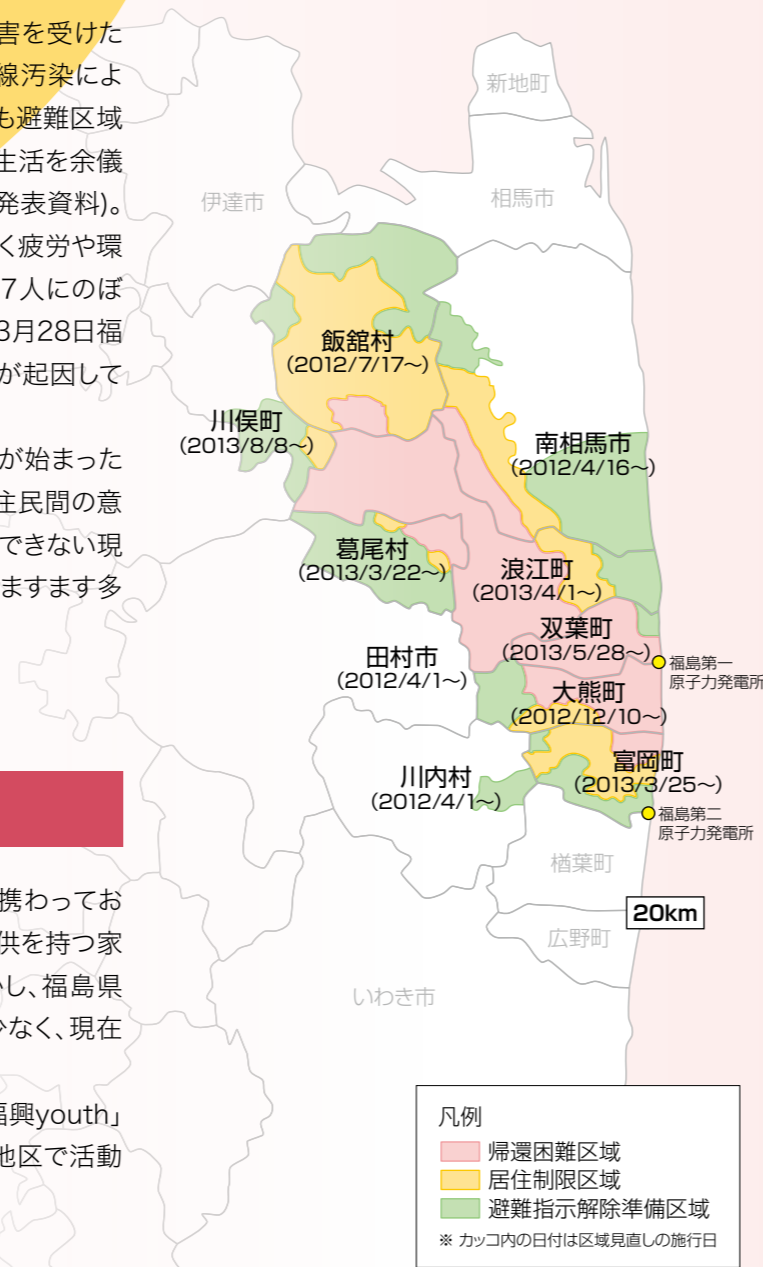 害を受けた
線汚染によ
も避難区域
生活を余儀
発表資料)。
く疲労や環
7人にのぼ
3月28日福
が起因して
が始まった
住民間の意
できない現
ますます多
携わってお
供を持つ家
し、福島県
少なく、現在
福興youth」
地区で活動
新地町
相馬市
伊達市
飯舘村
(2012/7/17〜)
川俣町
(2013/8/8〜)
南相馬市
(2012/4/16〜)
葛尾村
(2013/3/22〜)
浪江町
(2013/4/1〜)
双葉町
(2013/5/28〜)
福島第一
原子力発電所
田村市
(2012/4/1〜)
大熊町
(2012/12/10〜)
富岡町
(2013/3/25〜)
川内村
(2012/4/1〜)
福島第二
原子力発電所
楢葉町
20km
広野町
いわき市
凡例
帰還困難区域
居住制限区域
避難指示解除準備区域
※ カッコ内の日付は区域見直しの施行日